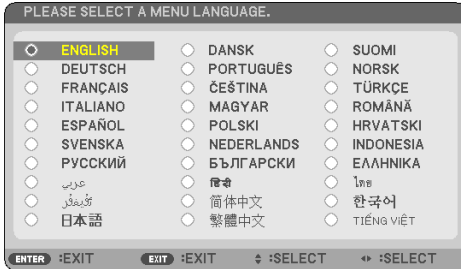 PLEASE SELECT A MENU LANGUAGE.
ENGLISH DANSK SUOMI
DEUTSCH PORTUGUÊS NORSK
FRANÇAIS ČEŠTINA TÜRKÇE
ITALIANO MAGYAR ROMÂNĂ
ESPAÑOL POLSKI HRVATSKI
SVENSKA NEDERLANDS INDONESIA
РУССКИЙ БЪЛГАРСКИ ΕΛΛΗΝΙΚΑ
عربي हिंदी ไทย
简体中文 한국어
日本語 繁體中文 TIẾNG VIỆT
ENTER :EXIT EXIT :EXIT :SELECT :SELECT